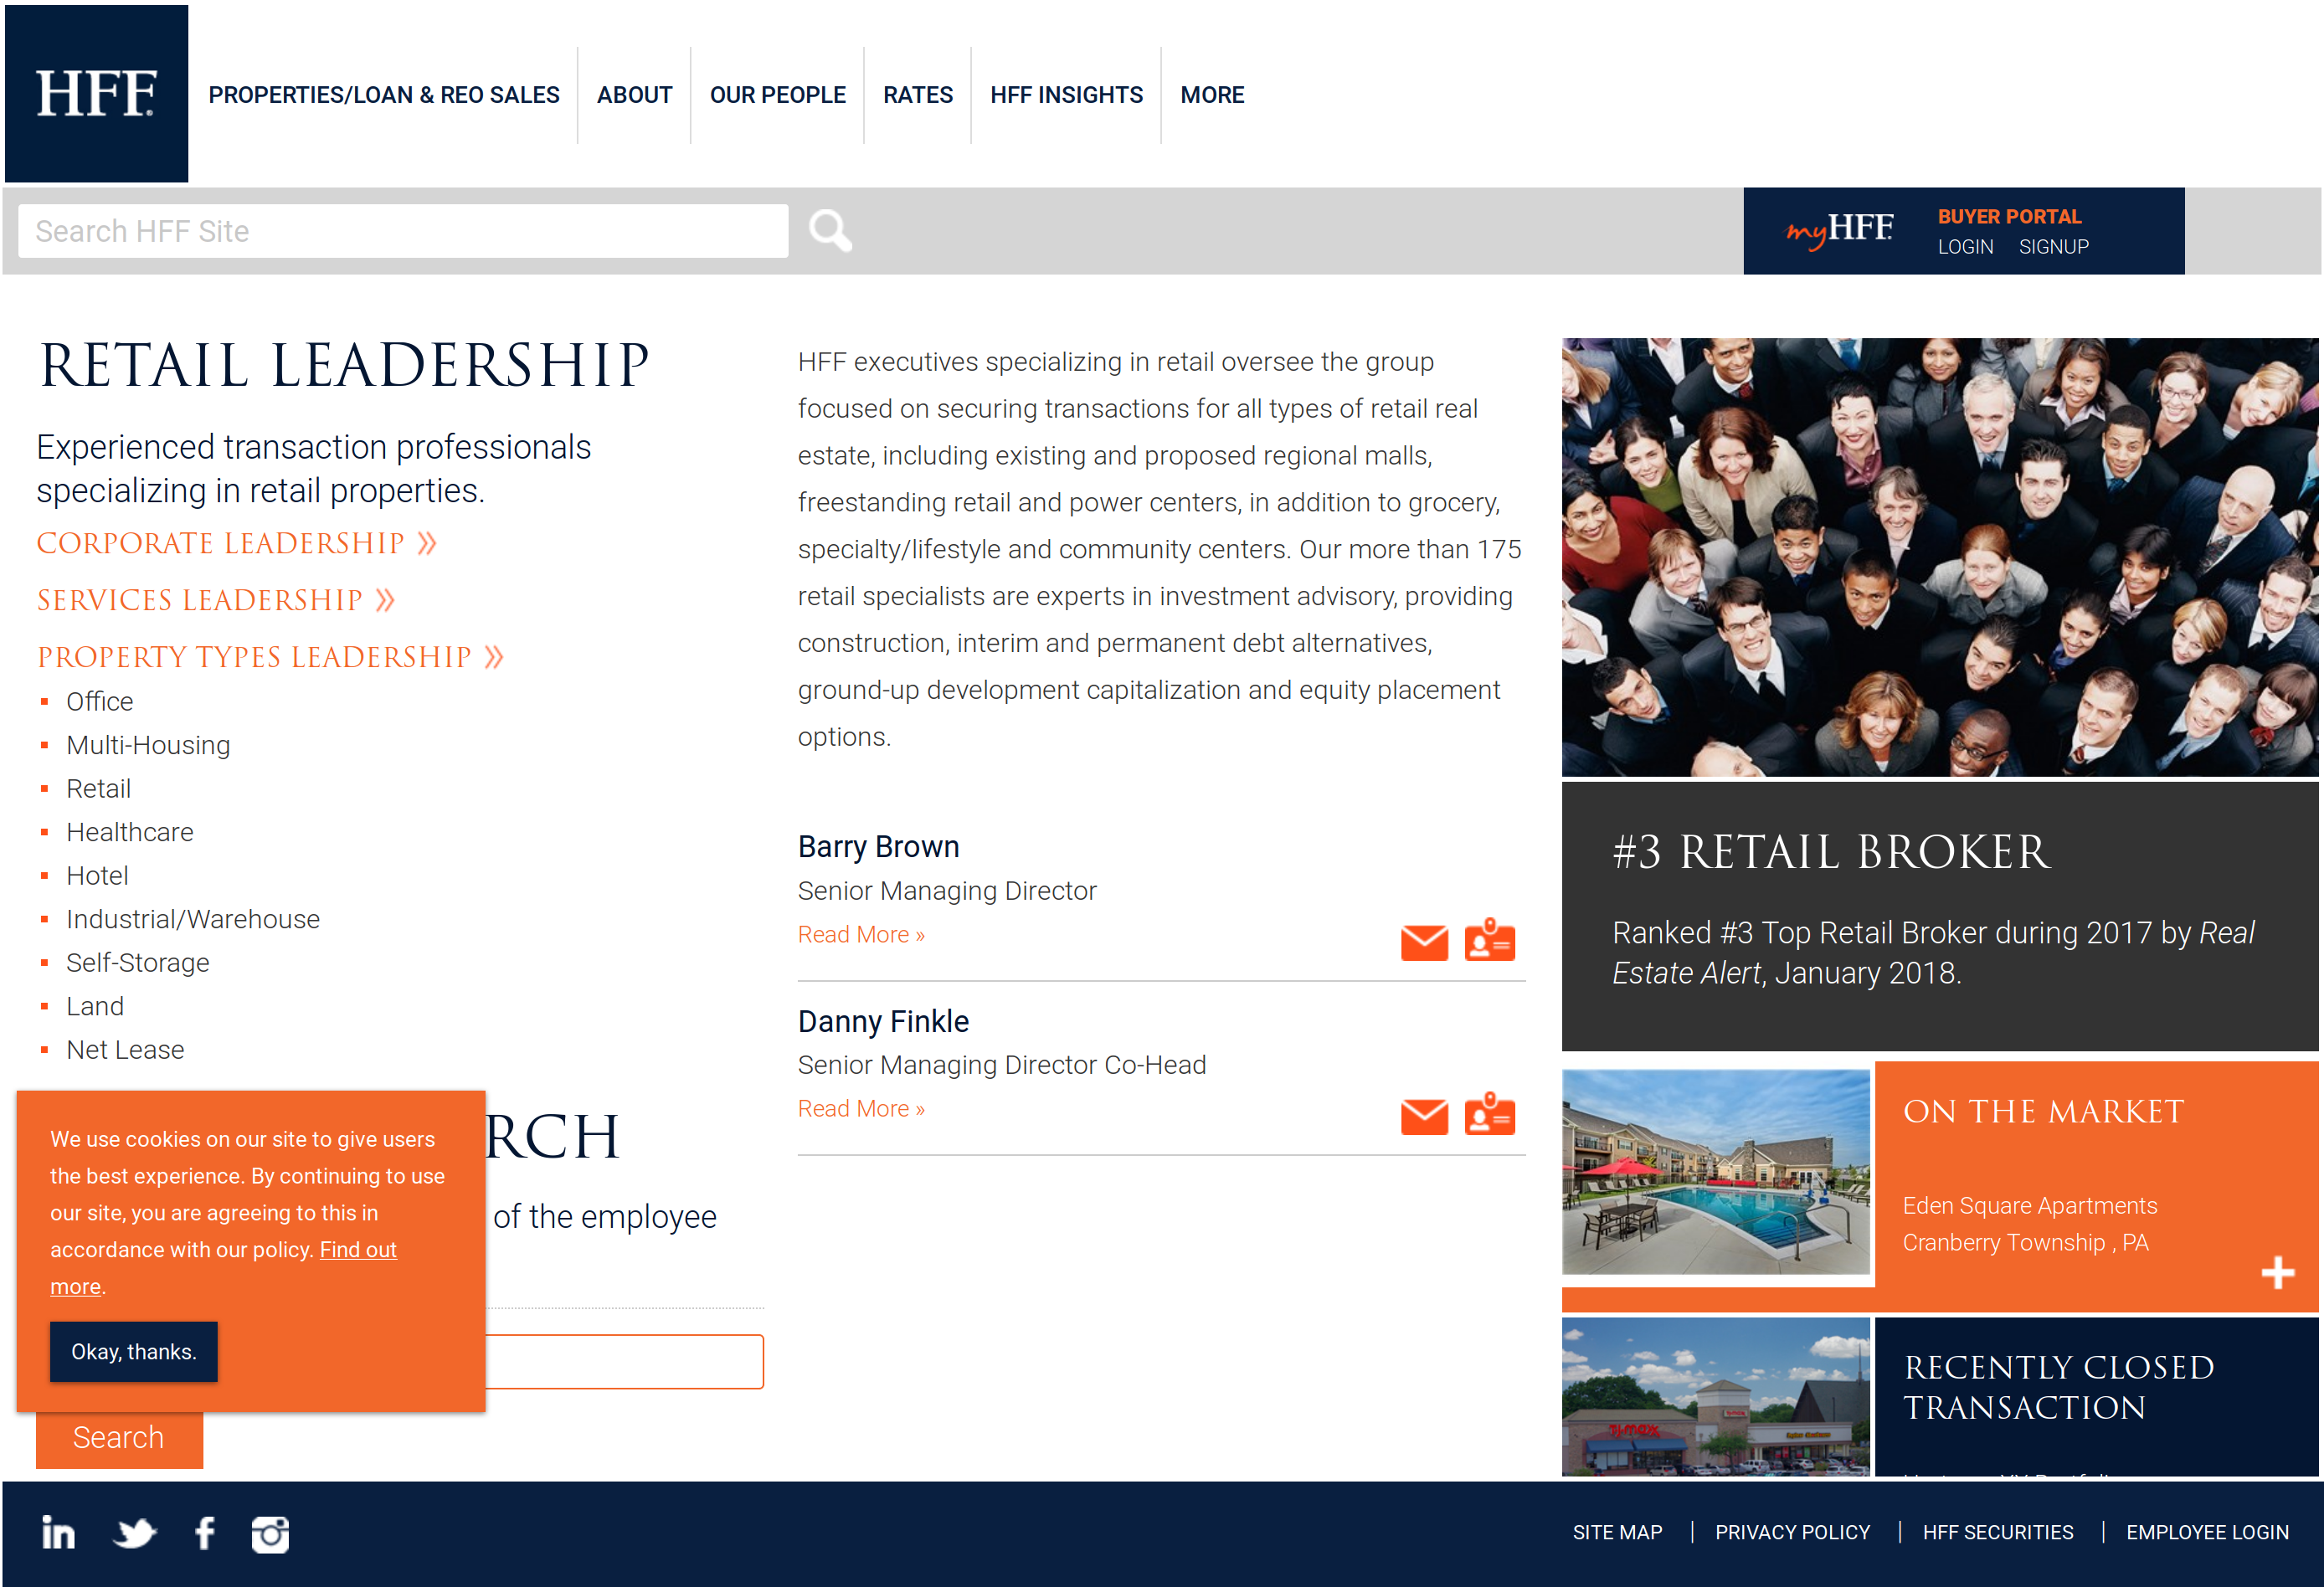 HFF
PROPERTIES/LOAN & REO SALES
ABOUT
OUR PEOPLE
RATES
HFF INSIGHTS
MORE
Search HFF Site
myHFF
BUYER PORTAL
LOGIN SIGNUP
RETAIL LEADERSHIP
Experienced transaction professionals
specializing in retail properties.
CORPORATE LEADERSHIP »
SERVICES LEADERSHIP »
PROPERTY TYPES LEADERSHIP »
Office
Multi-Housing
Retail
Healthcare
Hotel
Industrial/Warehouse
Self-Storage
Land
Net Lease
RCH
of the employee
We use cookies on our site to give users
the best experience. By continuing to use
our site, you are agreeing to this in
accordance with our policy. Find out
more.
Okay, thanks.
Search
HFF executives specializing in retail oversee the group
focused on securing transactions for all types of retail real
estate, including existing and proposed regional malls,
freestanding retail and power centers, in addition to grocery,
specialty/lifestyle and community centers. Our more than 175
retail specialists are experts in investment advisory, providing
construction, interim and permanent debt alternatives,
ground-up development capitalization and equity placement
options.
Barry Brown
Senior Managing Director
Read More »
Danny Finkle
Senior Managing Director Co-Head
Read More »
#3 RETAIL BROKER
Ranked #3 Top Retail Broker during 2017 by Real
Estate Alert, January 2018.
ON THE MARKET
Eden Square Apartments
Cranberry Township , PA
RECENTLY CLOSED
TRANSACTION
TJ-maxx
SITE MAP
PRIVACY POLICY
HFF SECURITIES
EMPLOYEE LOGIN